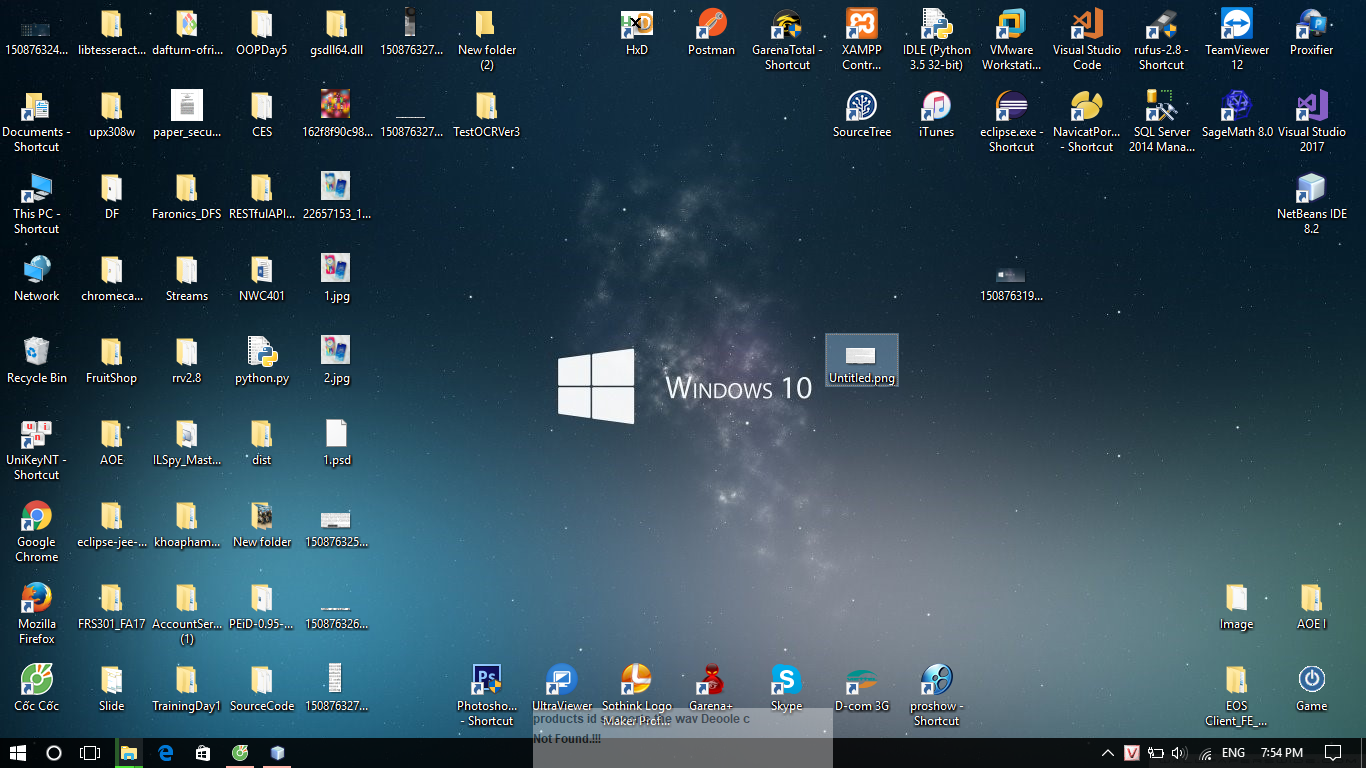 150876324...
libtesseract...
dafturn-ofri...
OOPDay5
gsdll64.dll
150876327...
New folder
(2)
HxD
Postman
GarenaTotal -
Shortcut
XAMPP
Contr...
IDLE (Python
3.5 32-bit)
VMware
Workstati...
Visual Studio
Code
rufus-2.8 -
Shortcut
TeamViewer
12
Proxifier
Documents -
Shortcut
upx308w
paper_secu...
CES
162f8f90c98...
150876327...
TestOCRVer3
SourceTree
iTunes
eclipse.exe -
Shortcut
NavicatPor...
- Shortcut
SQL Server
2014 Mana...
SageMath 8.0
Visual Studio
2017
This PC -
Shortcut
DF
Faronics_DFS
RESTfulAPI...
22657153_1...
NetBeans IDE
8.2
Network
chromeca...
Streams
NWC401
1.jpg
150876319...
Recycle Bin
FruitShop
rrv2.8
python.py
2.jpg
Windows 10
Untitled.png
UniKeyNT -
Shortcut
AOE
ILSpy_Mast...
dist
1.psd
Google
Chrome
eclipse-jee-...
khoapham...
New folder
150876325...
Mozilla
Firefox
FRS301_FA17
AccountSer...
(1)
PEiD-0.95-...
150876326...
Image
AOE I
Cốc Cốc
Slide
TrainingDay1
SourceCode
150876327...
Photosho...
- Shortcut
UltraViewer
Sothink Logo
Maker Prof...
Garena+
Skype
D-com 3G
proshow -
Shortcut
EOS
Client_FE_...
Game
products id the wav Deoole c
Not Found.!!!
ENG
7:54 PM